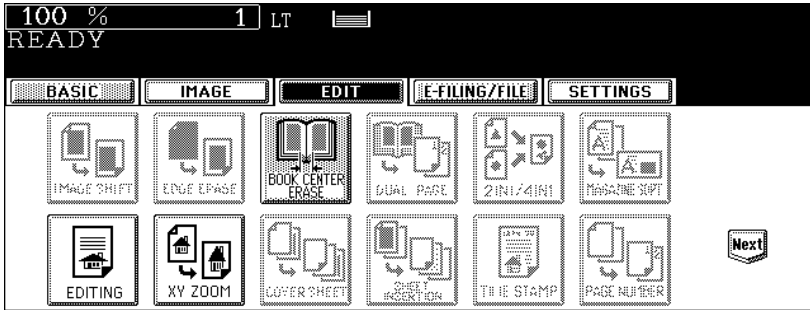 100 % 1 LT
READY
BASIC IMAGE EDIT E-FILING/FILE SETTINGS
IMAGE SHIFT EDGE ERASE BOOK CENTER ERASE DUAL PAGE 2IN1/4IN1 MAGAZINE SORT
EDITING XY ZOOM COVER SHEET SHEET INSERTION TIME STAMP PAGE NUMBER
Next